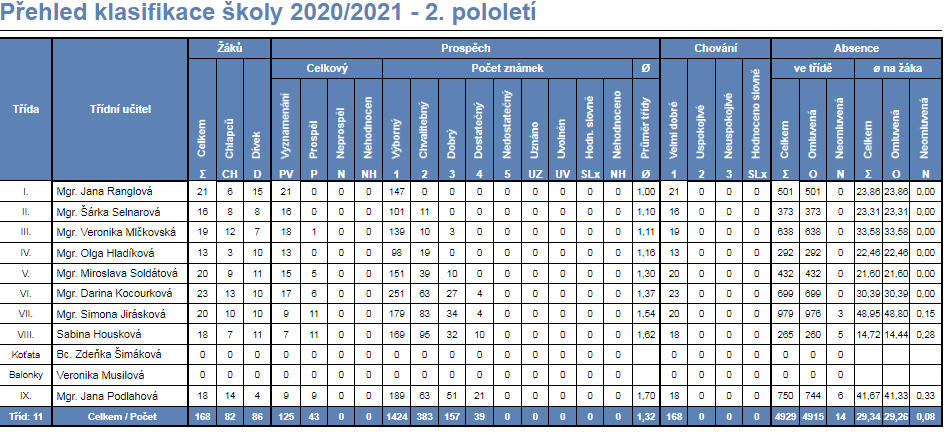 Přehled klasifikace školy 2020/2021 - 2. pololetí
Třída Třídní učitel Žáků Prospěch Chování Absence
Celkový Počet známek Ø ve třídě ø na žáka
Celkem Chlapců Dívek Vyznamenání Prospěl Neprospěl Nehodnocen Výborný Chvalitebný Dobrý Dostatečný Nedostatečný Uznáno Uvolněn Hodn. slovně Nehodnoceno Průměr třídy Velmi dobré Uspokojivé Neuspokojivé Hodnoceno slovně Celkem Omluvená Neomluvená Celkem Omluvená Neomluvená
Σ CH D PV P N NH 1 2 3 4 5 UZ UV SLx NH Ø 1 2 3 SLx Σ O N Σ O N
I. Mgr. Jana Ranglová 21 6 15 21 0 0 0 147 0 0 0 0 0 0 0 1,00 21 0 0 0 501 501 0 23,86 23,86 0,00
II. Mgr. Šárka Selnarová 16 8 8 16 0 0 0 101 11 0 0 0 0 0 0 0 1,10 16 0 0 0 373 373 0 23,31 23,31 0,00
III. Mgr. Veronika Mlčkovská 19 12 7 18 1 0 0 139 10 3 0 0 0 0 0 0 1,11 19 0 0 0 638 638 0 33,58 33,58 0,00
IV. Mgr. Olga Hladíková 13 3 10 13 0 0 0 98 19 0 0 0 0 0 0 0 1,16 13 0 0 0 292 292 0 22,46 22,46 0,00
V. Mgr. Miroslava Soldátová 20 9 11 15 5 0 0 151 39 10 0 0 0 0 0 0 1,30 20 0 0 0 432 432 0 21,60 21,60 0,00
VI. Mgr. Darina Kocourková 23 13 10 17 6 0 0 251 63 27 4 0 0 0 0 0 1,37 23 0 0 0 699 699 0 30,39 30,39 0,00
VII. Mgr. Simona Jirásková 20 10 10 9 11 0 0 179 83 34 4 0 0 0 0 0 1,54 20 0 0 0 979 976 3 48,95 48,80 0,15
VIII. Sabina Housková 18 7 11 7 11 0 0 169 95 32 10 0 0 0 0 0 1,62 18 0 0 0 265 260 5 14,72 14,44 0,28
Koťata Bc. Zdeňka Šimáková 0 0 0 0 0 0 0 0 0 0 0 0 0 0 0 0 0 0 0 0 0 0 0
Balonky Veronika Musilová 0 0 0 0 0 0 0 0 0 0 0 0 0 0 0 0 0 0 0 0 0 0 0
IX. Mgr. Jana Podlahová 18 14 4 9 9 0 0 189 63 51 21 0 0 0 0 0 1,70 18 0 0 0 750 744 6 41,67 41,33 0,33
Tříd: 11 Celkem / Počet 168 82 86 125 43 0 0 1424 383 157 39 0 0 0 0 0 1,32 168 0 0 0 4929 4915 14 29,34 29,26 0,08